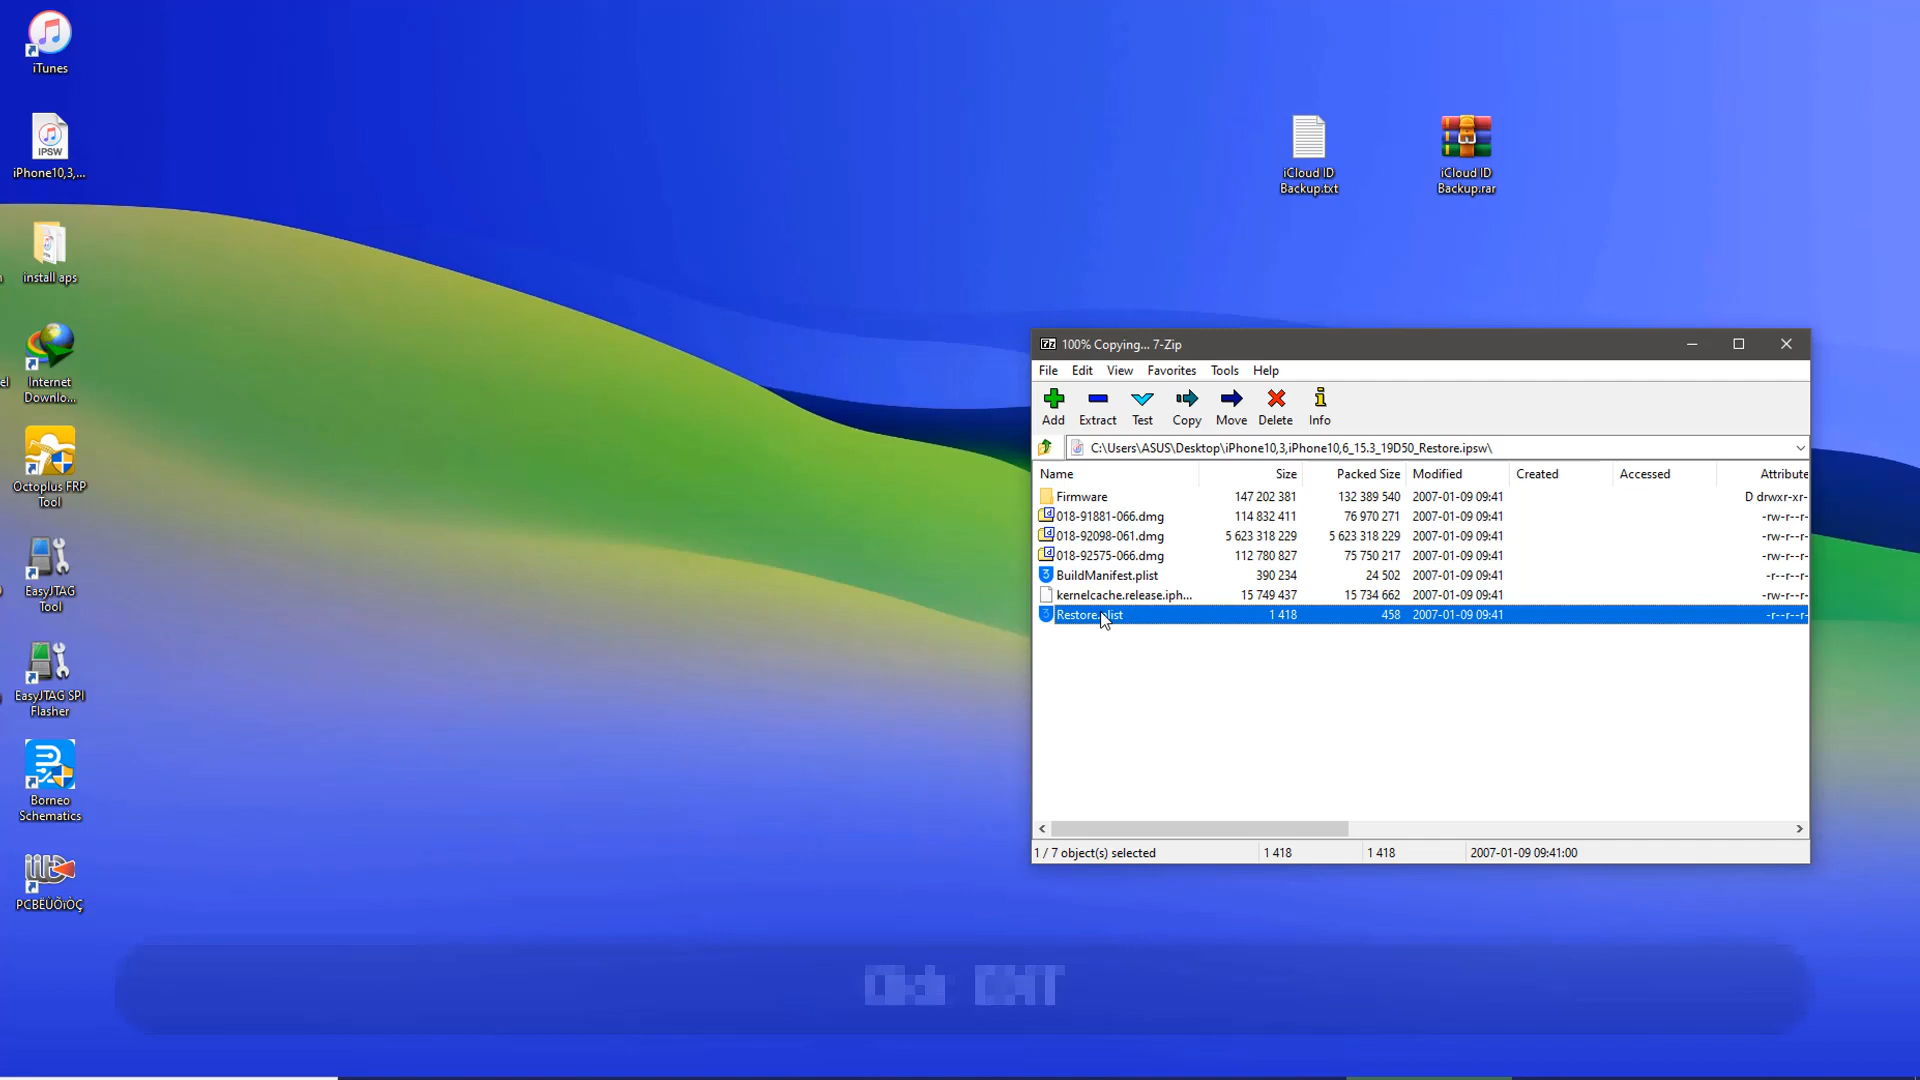 iTunes
IPSW
iPhone10,3,...
install aps
Internet
Downlo...
Octoplus FRP
Tool
EasyJTAG
Tool
EasyJTAG SPI
Flasher
Borneo
Schematics
PCBËÙÕìÒÇ
iCloud ID
Backup.txt
iCloud ID
Backup.rar
100% Copying... 7-Zip
File Edit View Favorites Tools Help
Add Extract Test Copy Move Delete Info
C:\Users\ASUS\Desktop\iPhone10,3,iPhone10,6_15.3_19D50_Restore.ipsw\
Name Size Packed Size Modified Created Accessed Attribute
Firmware 147 202 381 132 389 540 2007-01-09 09:41 D drwxr-xr-
018-91881-066.dmg 114 832 411 76 970 271 2007-01-09 09:41 -rw-r--r-
018-92098-061.dmg 5 623 318 229 5 623 318 229 2007-01-09 09:41 -rw-r--r-
018-92575-066.dmg 112 780 827 75 750 217 2007-01-09 09:41 -rw-r--r-
BuildManifest.plist 390 234 24 502 2007-01-09 09:41 -r--r--r-
kernelcache.release.iph... 15 749 437 15 734 662 2007-01-09 09:41 -rw-r--r-
Restore.plist 1 418 458 2007-01-09 09:41 -r--r--r-
1 / 7 object(s) selected 1 418 1 418 2007-01-09 09:41:00